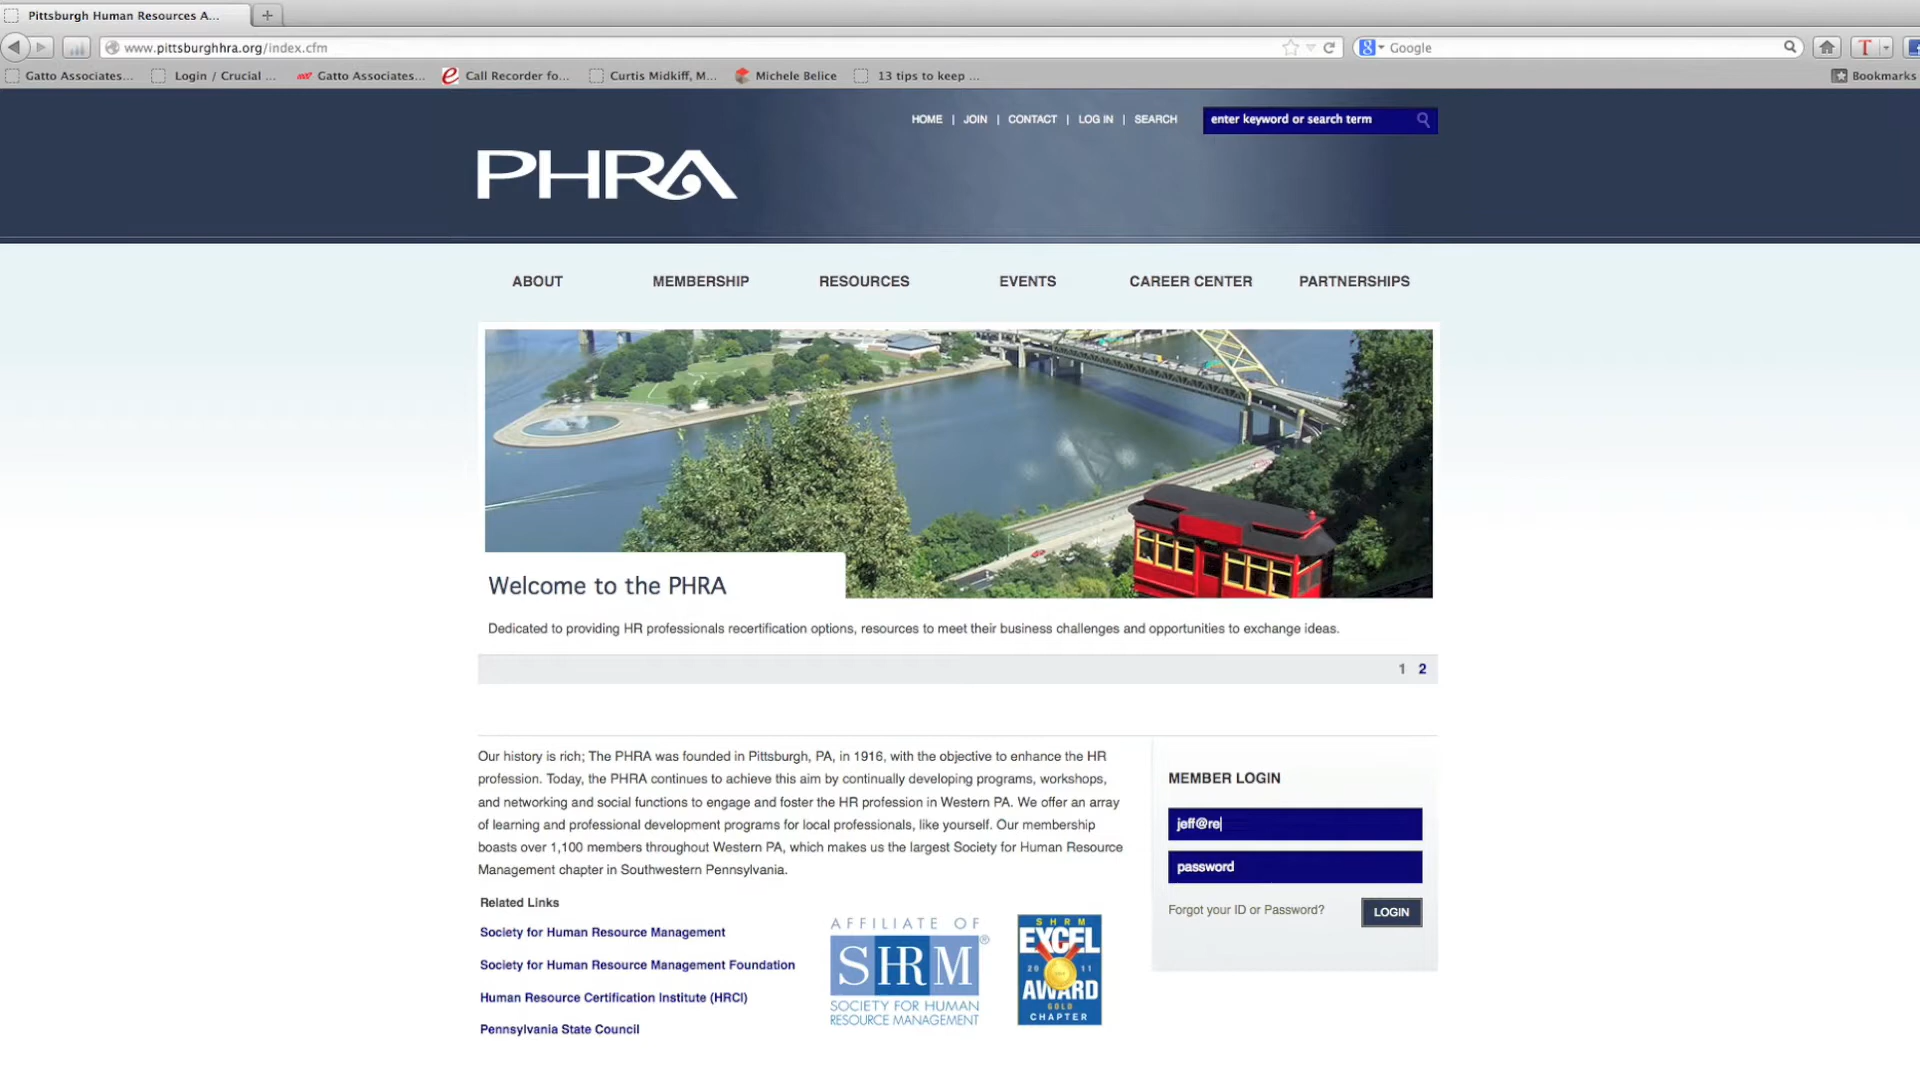 Pittsburgh Human Resources A...
www.pittsburghhra.org/index.cfm
Google
Gatto Associates... Login / Crucial ... Gatto Associates... Call Recorder fo... Curtis Midkiff, M... Michele Belice 13 tips to keep ... Bookmarks
HOME | JOIN | CONTACT | LOG IN | SEARCH enter keyword or search term
PHRA
ABOUT MEMBERSHIP RESOURCES EVENTS CAREER CENTER PARTNERSHIPS
Welcome to the PHRA
Dedicated to providing HR professionals recertification options, resources to meet their business challenges and opportunities to exchange ideas.
1 2
Our history is rich; The PHRA was founded in Pittsburgh, PA, in 1916, with the objective to enhance the HR
profession. Today, the PHRA continues to achieve this aim by continually developing programs, workshops,
and networking and social functions to engage and foster the HR profession in Western PA. We offer an array
of learning and professional development programs for local professionals, like yourself. Our membership
boasts over 1,100 members throughout Western PA, which makes us the largest Society for Human Resource
Management chapter in Southwestern Pennsylvania.
MEMBER LOGIN
jeff@re
password
Forgot your ID or Password? LOGIN
Related Links
Society for Human Resource Management
Society for Human Resource Management Foundation
Human Resource Certification Institute (HRCI)
Pennsylvania State Council
AFFILIATE OF
SHRM®
SOCIETY FOR HUMAN
RESOURCE MANAGEMENT
SHRM
EXCEL
2011
AWARD
GOLD
CHAPTER